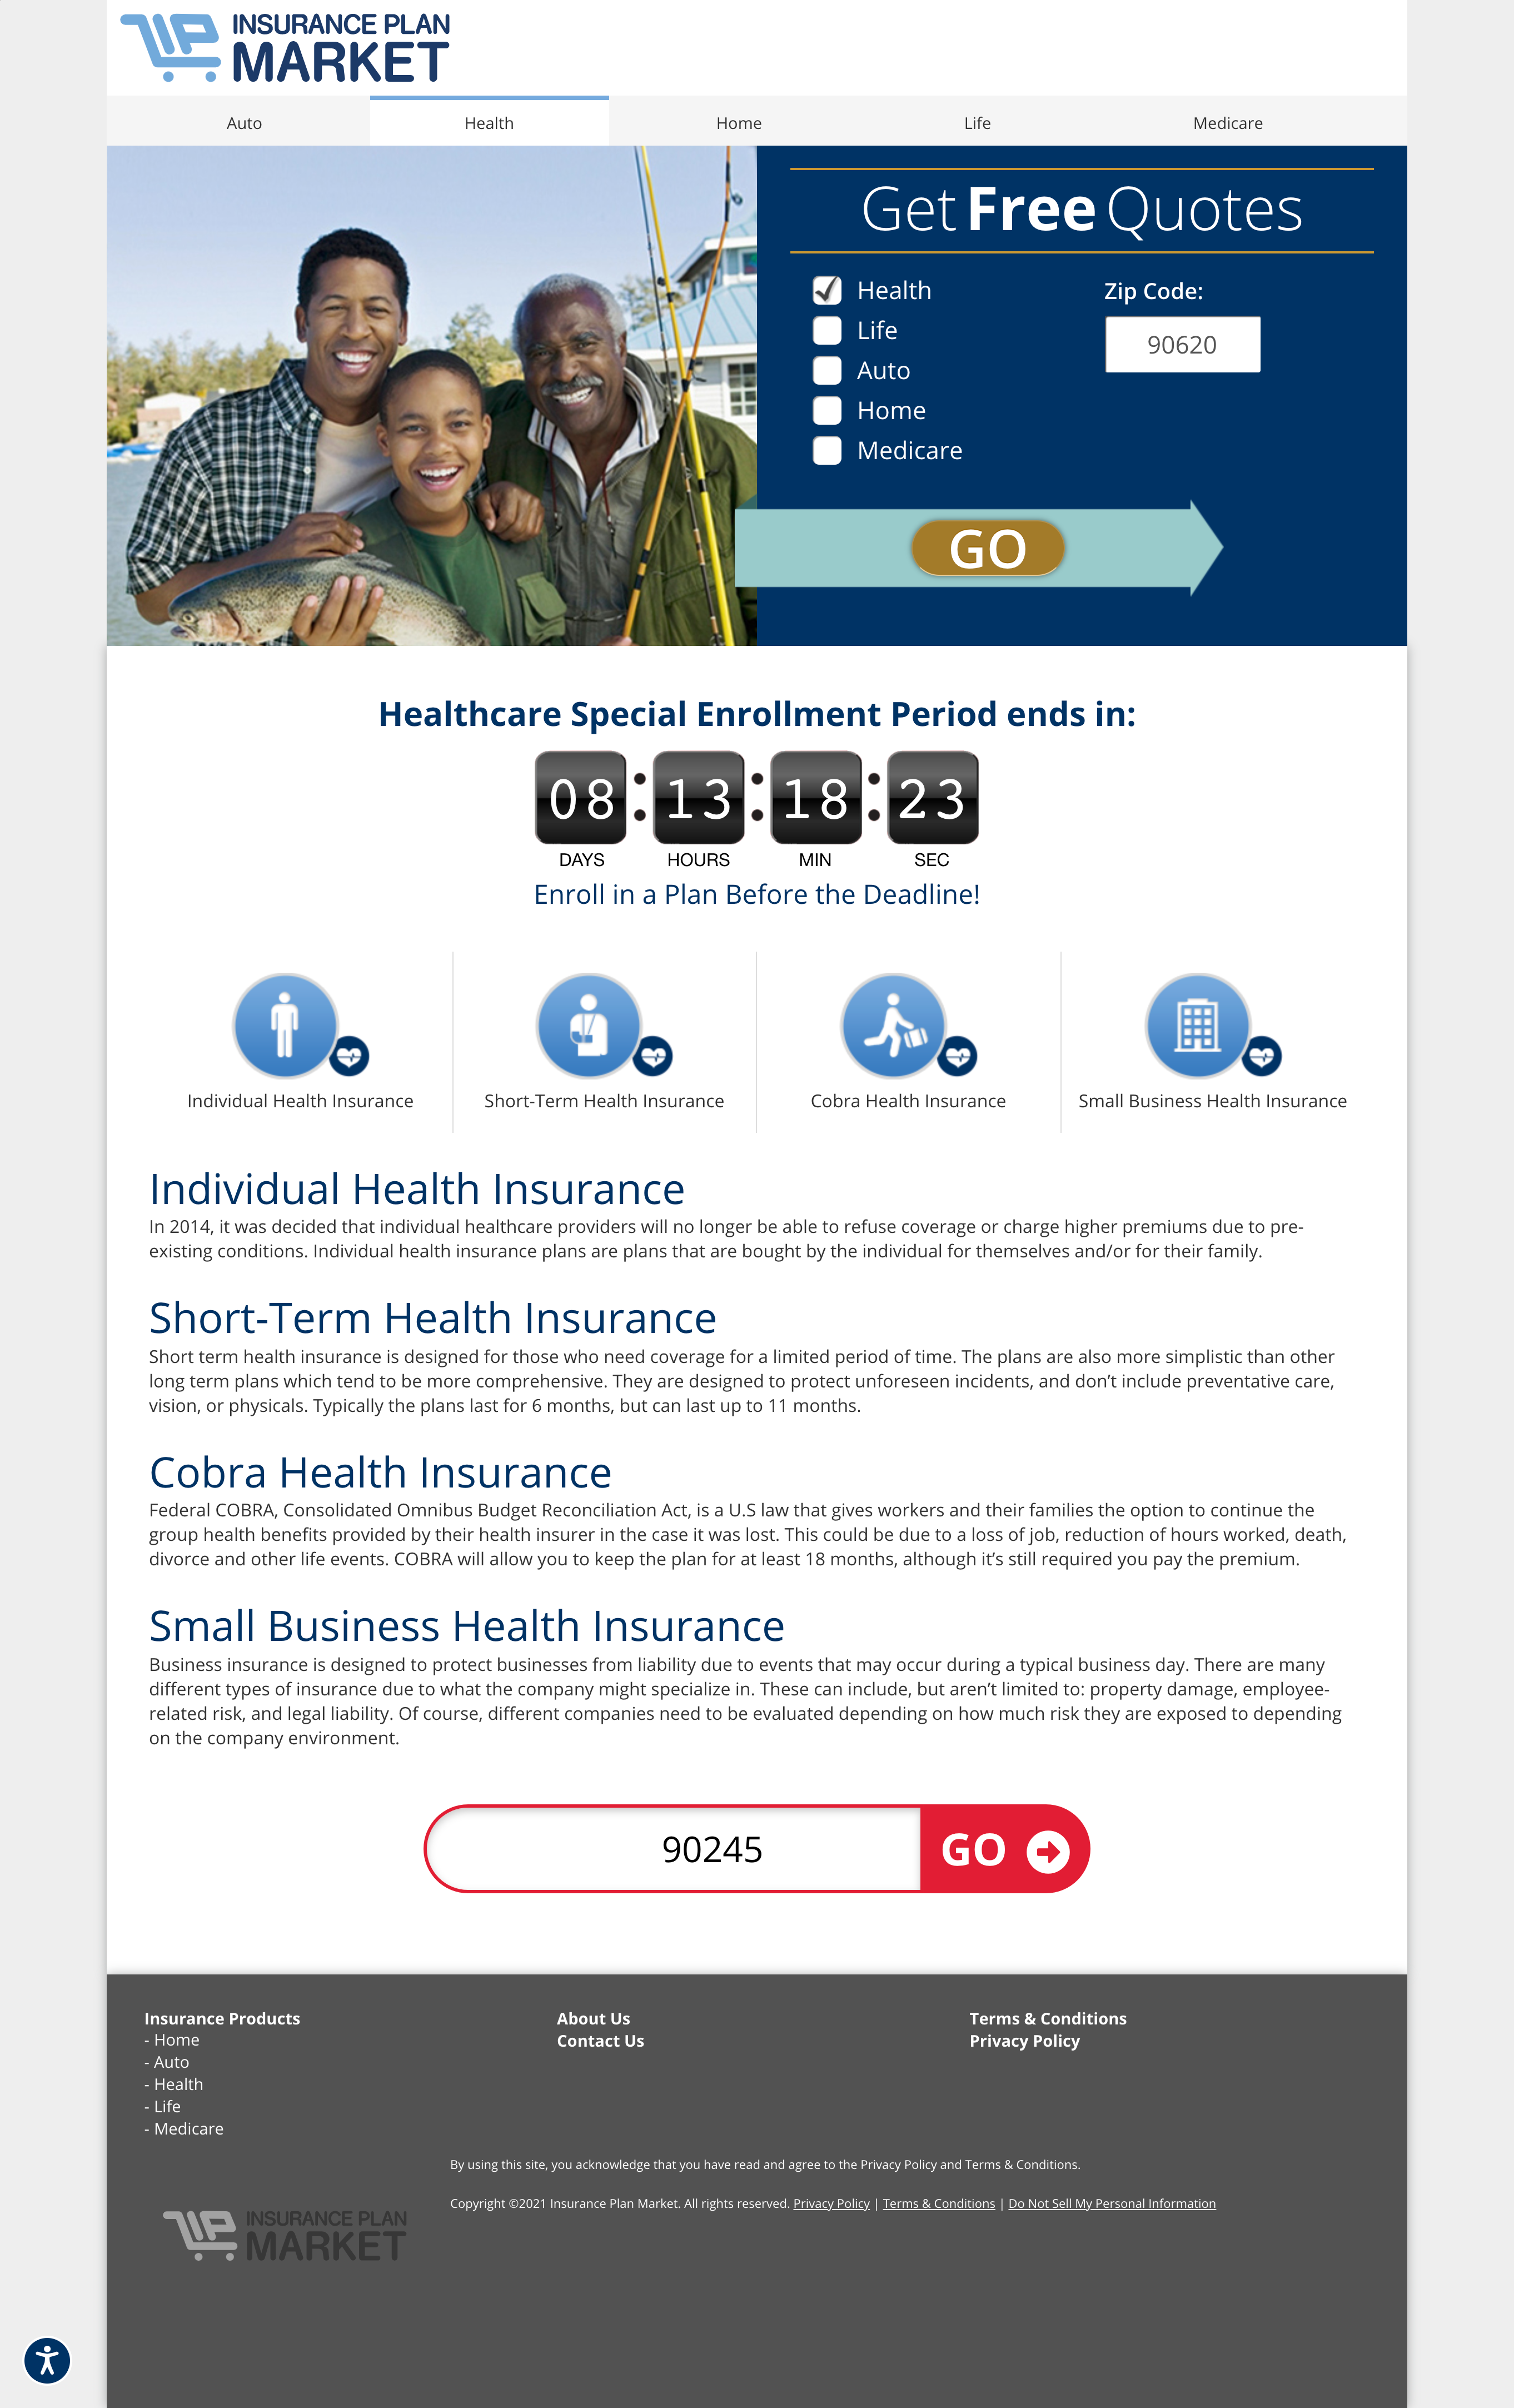 INSURANCE PLAN
MARKET
Auto
Health
Home
Life
Medicare
Get Free Quotes
Health
Life
Auto
Home
Medicare
Zip Code:
90620
GO
Healthcare Special Enrollment Period ends in:
08 : 13 : 18 : 23
DAYS HOURS MIN SEC
Enroll in a Plan Before the Deadline!
Individual Health Insurance
Short-Term Health Insurance
Cobra Health Insurance
Small Business Health Insurance
Individual Health Insurance
In 2014, it was decided that individual healthcare providers will no longer be able to refuse coverage or charge higher premiums due to pre-
existing conditions. Individual health insurance plans are plans that are bought by the individual for themselves and/or for their family.
Short-Term Health Insurance
Short term health insurance is designed for those who need coverage for a limited period of time. The plans are also more simplistic than other
long term plans which tend to be more comprehensive. They are designed to protect unforeseen incidents, and don’t include preventative care,
vision, or physicals. Typically the plans last for 6 months, but can last up to 11 months.
Cobra Health Insurance
Federal COBRA, Consolidated Omnibus Budget Reconciliation Act, is a U.S law that gives workers and their families the option to continue the
group health benefits provided by their health insurer in the case it was lost. This could be due to a loss of job, reduction of hours worked, death,
divorce and other life events. COBRA will allow you to keep the plan for at least 18 months, although it’s still required you pay the premium.
Small Business Health Insurance
Business insurance is designed to protect businesses from liability due to events that may occur during a typical business day. There are many
different types of insurance due to what the company might specialize in. These can include, but aren’t limited to: property damage, employee-
related risk, and legal liability. Of course, different companies need to be evaluated depending on how much risk they are exposed to depending
on the company environment.
90245
GO
Insurance Products
- Home
- Auto
- Health
- Life
- Medicare
About Us
Contact Us
Terms & Conditions
Privacy Policy
By using this site, you acknowledge that you have read and agree to the Privacy Policy and Terms & Conditions.
Copyright ©2021 Insurance Plan Market. All rights reserved. Privacy Policy | Terms & Conditions | Do Not Sell My Personal Information
INSURANCE PLAN
MARKET